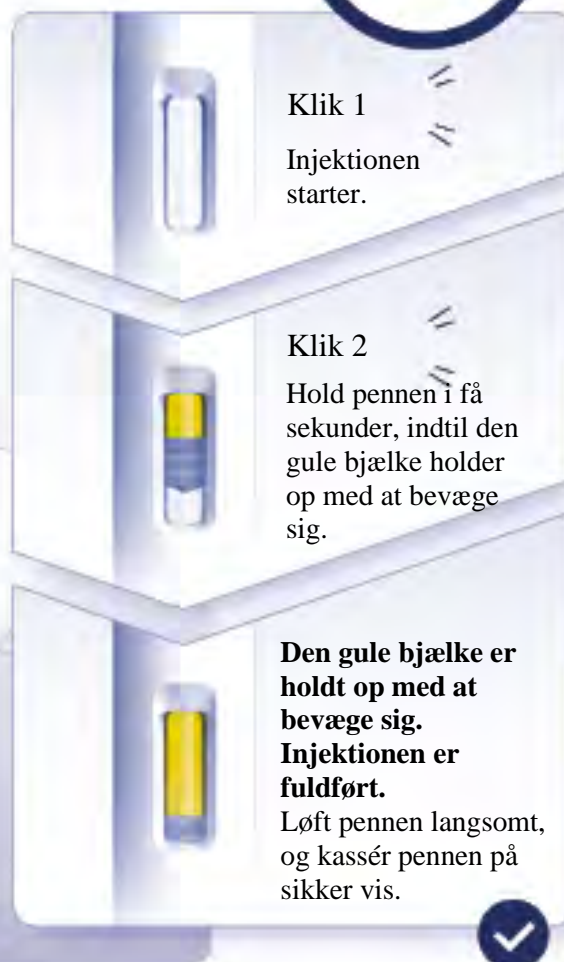 Klik 1
Injektionen
starter.
Klik 2
Hold pennen i få
sekunder, indtil den
gule bjælke holder
op med at bevæge
sig.
Den gule bjælke er
holdt op med at
bevæge sig.
Injektionen er
fuldført.
Løft pennen langsomt,
og kassér pennen på
sikker vis.